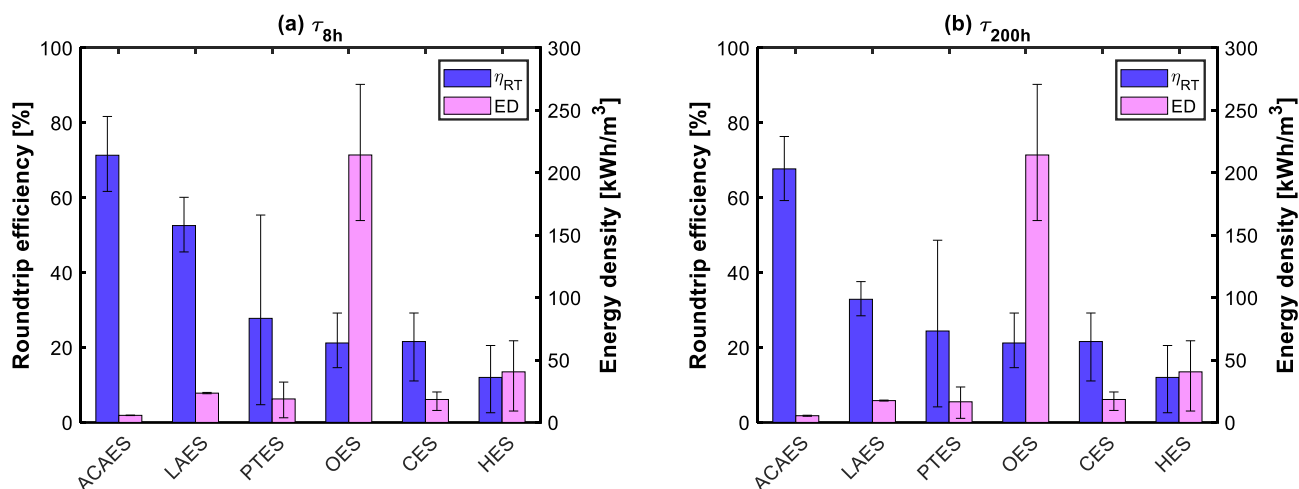 (a) τ8h
Roundtrip efficiency [%]
100
80
60
40
20
0
300
250
200
150
100
50
0
Energy density [kWh/m³]
ηRT
ED
ACAES
LAES
PTES
OES
CES
HES
(b) τ200h
Roundtrip efficiency [%]
100
80
60
40
20
0
300
250
200
150
100
50
0
Energy density [kWh/m³]
ηRT
ED
ACAES
LAES
PTES
OES
CES
HES